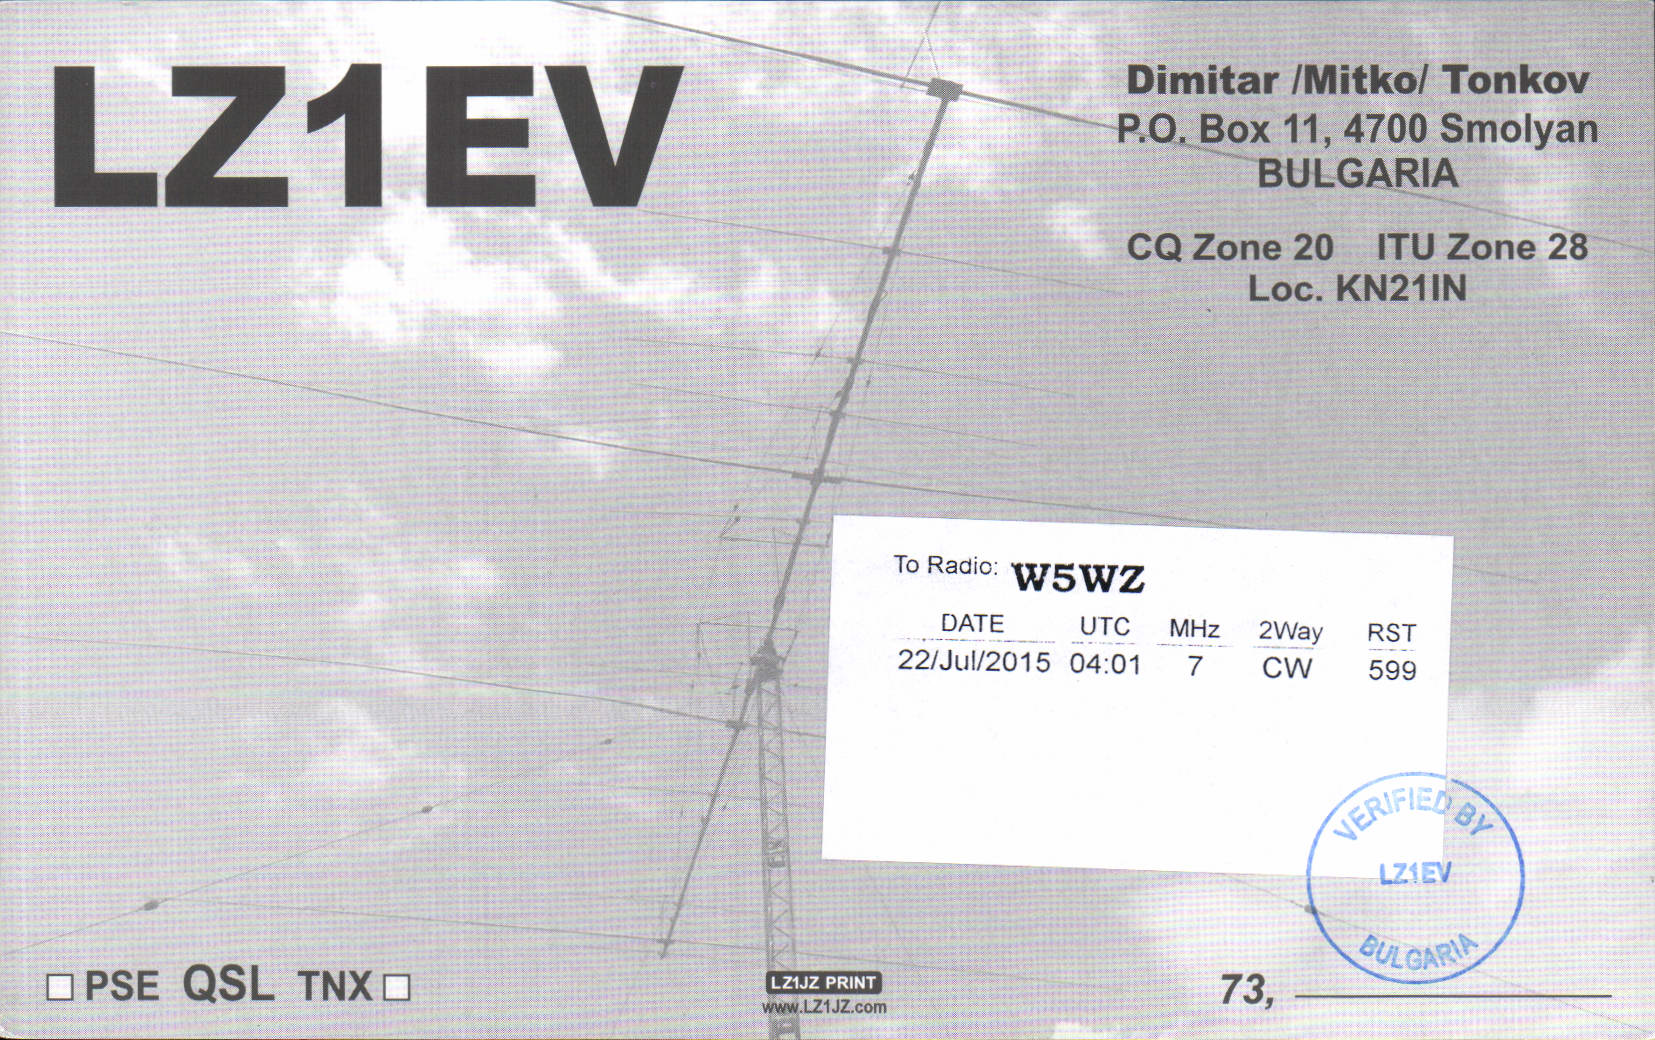 LZ1EV
Dimitar /Mitko/ Tonkov
P.O. Box 11, 4700 Smolyan
BULGARIA
CQ Zone 20 ITU Zone 28
Loc. KN21IN
To Radio: W5WZ
DATE UTC MHz 2Way RST
22/Jul/2015 04:01 7 CW 599
VERIFIED BY
LZ1EV
BULGARIA
PSE QSL TNX
LZ1JZ PRINT
www.LZ1JZ.com
73,